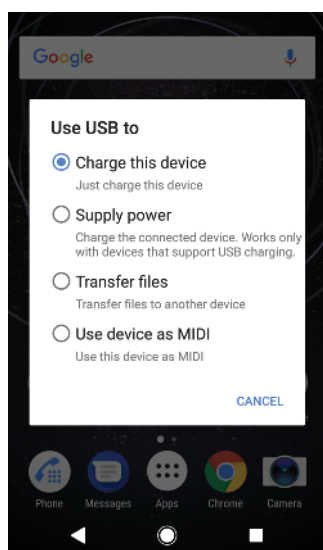 Google
Use USB to
Charge this device
Just charge this device
Supply power
Charge the connected device. Works only
with devices that support USB charging.
Transfer files
Transfer files to another device
Use device as MIDI
Use this device as MIDI
CANCEL
Phone Messages Apps Chrome Camera